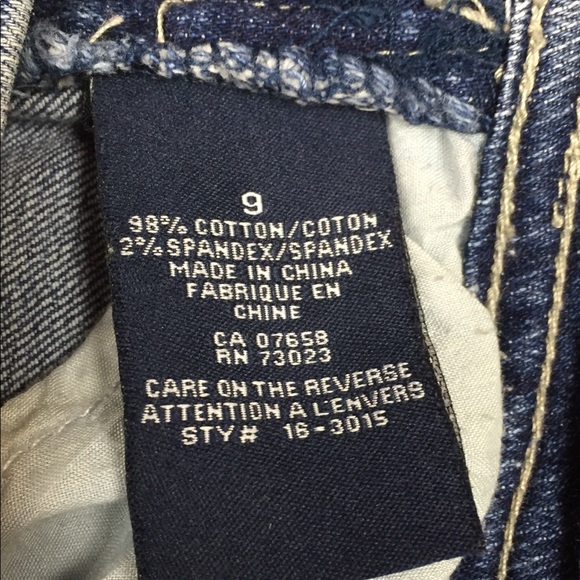 9
98% COTTON/COTON
2% SPANDEX/SPANDEX
MADE IN CHINA
FABRIQUE EN
CHINE
CA 07658
RN 73023
CARE ON THE REVERSE
ATTENTION A L'ENVERS
STY# 16-3015